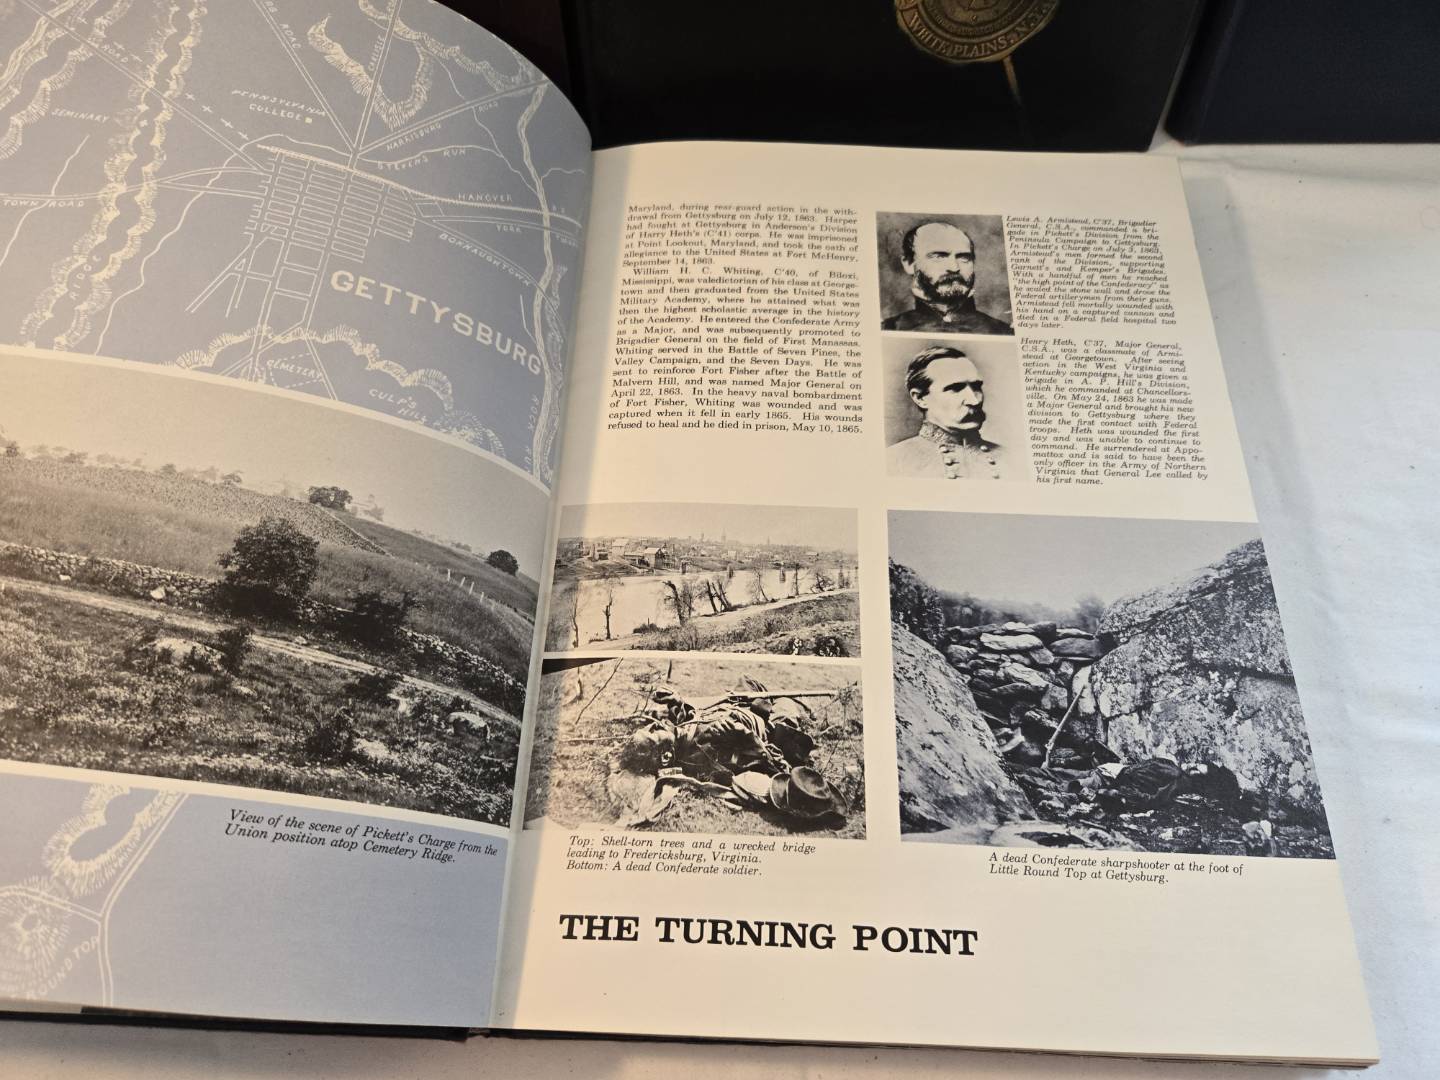 WHITE PLAINS, N.Y.
ROAD
CARLISLE
ROAD
PENNSYLVANIA
COLLEGE
SEMINARY
HARRISBURG
ROAD
STEVENS RUN
TOWN ROAD
HANOVER
YORK
BONAUGHTOWN
RIDGE
GETTYSBURG
CEMETERY
CULP'S
HILL
ROCK
RUN
View of the scene of Pickett's Charge from the
Union position atop Cemetery Ridge.
ROUND TOP
Maryland, during rear-guard action in the with-
drawal from Gettysburg on July 12, 1863. Harper
had fought at Gettysburg in Anderson's Division
of Harry Heth's (C'41) corps. He was imprisoned
at Point Lookout, Maryland, and took the oath of
allegiance to the United States at Fort McHenry,
September 14, 1863.
William H. C. Whiting, C'40, of Biloxi,
Mississippi, was valedictorian of his class at George-
town and then graduated from the United States
Military Academy, where he attained what was
then the highest scholastic average in the history
of the Academy. He entered the Confederate Army
as a Major, and was subsequently promoted to
Brigadier General on the field of First Manassas.
Whiting served in the Battle of Seven Pines, the
Valley Campaign, and the Seven Days. He was
sent to reinforce Fort Fisher after the Battle of
Malvern Hill, and was named Major General on
April 22, 1863. In the heavy naval bombardment
of Fort Fisher, Whiting was wounded and was
captured when it fell in early 1865. His wounds
refused to heal and he died in prison, May 10, 1865.
Lewis A. Armistead, C'37, Brigadier
General, C.S.A., commanded a bri-
gade in Pickett's Division from the
Peninsula Campaign to Gettysburg.
In Pickett's Charge on July 3, 1863,
Armistead's men formed the second
rank of the Division, supporting
Garnett's and Kemper's Brigades.
With a handful of men he reached
"the high point of the Confederacy" as
he scaled the stone wall and drove the
Federal artillerymen from their guns.
Armistead fell mortally wounded with
his hand on a captured cannon and
died in a Federal field hospital two
days later.
Henry Heth, C'37, Major General,
C.S.A., was a classmate of Armi-
stead at Georgetown. After seeing
action in the West Virginia and
Kentucky campaigns, he was given a
brigade in A. P. Hill's Division,
which he commanded at Chancellors-
ville. On May 24, 1863 he was made
a Major General and brought his new
division to Gettysburg where they
made the first contact with Federal
troops. Heth was wounded the first
day and was unable to continue to
command. He surrendered at Appo-
mattox and is said to have been the
only officer in the Army of Northern
Virginia that General Lee called by
his first name.
Top: Shell-torn trees and a wrecked bridge
leading to Fredericksburg, Virginia.
Bottom: A dead Confederate soldier.
A dead Confederate sharpshooter at the foot of
Little Round Top at Gettysburg.
THE TURNING POINT